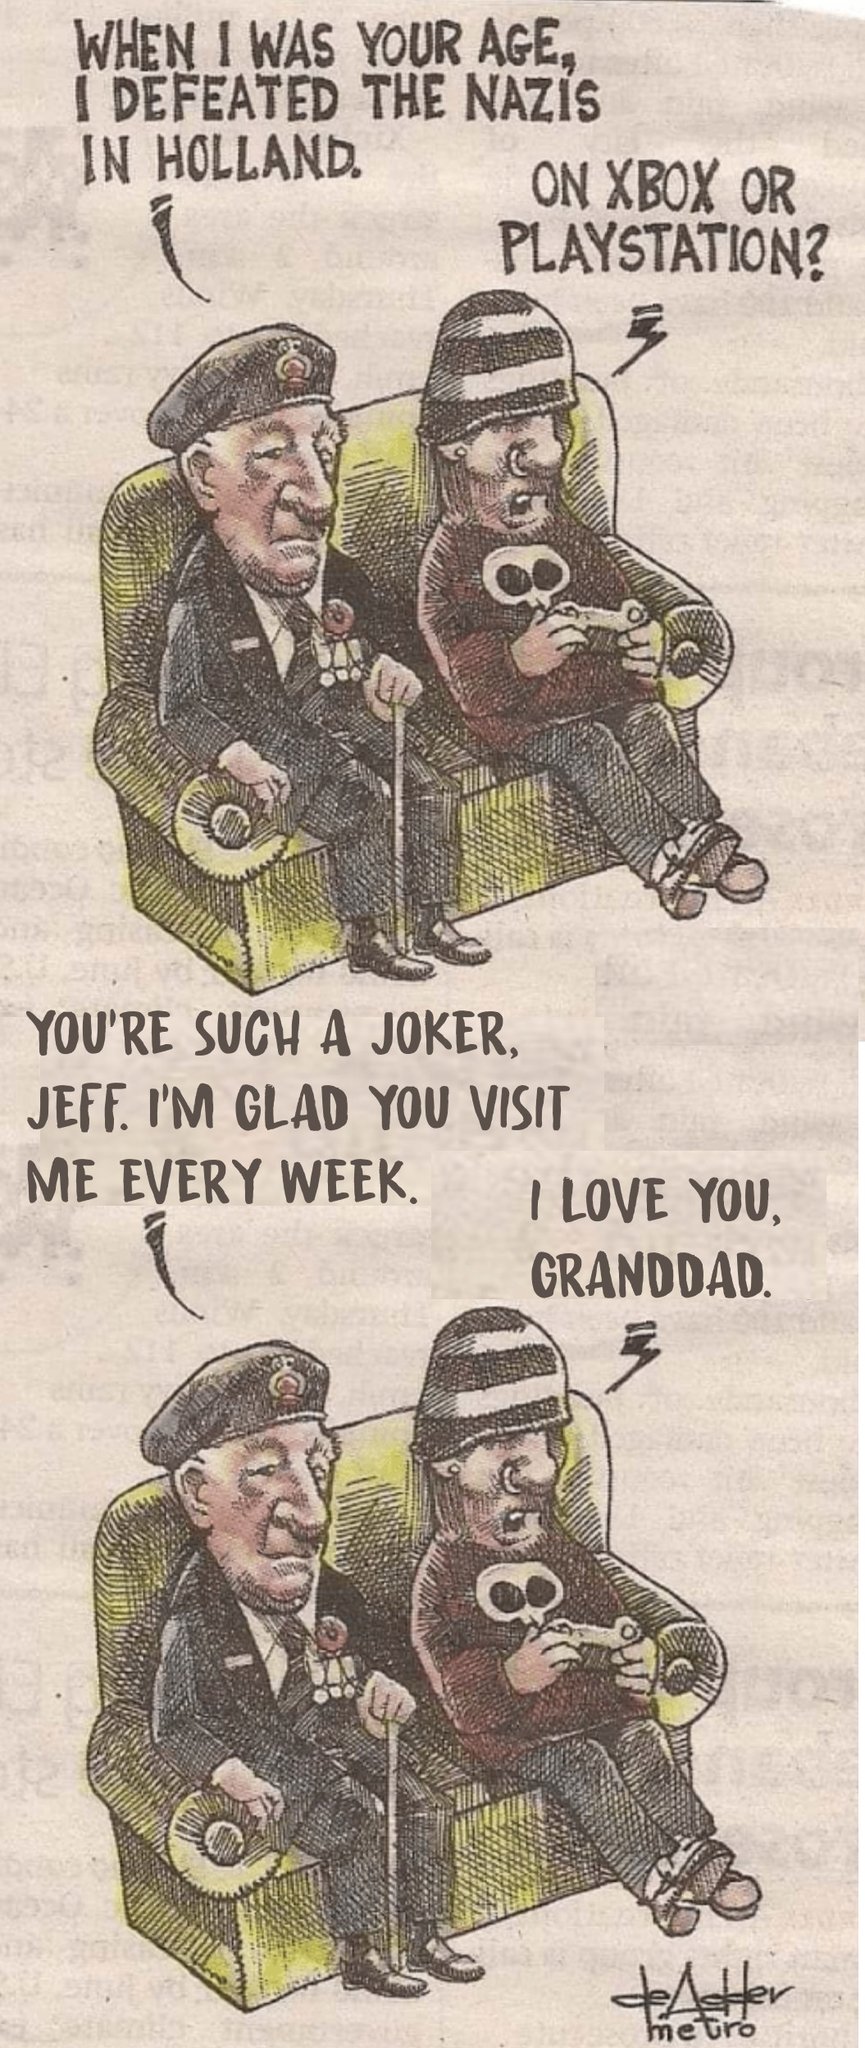 WHEN I WAS YOUR AGE,
I DEFEATED THE NAZIS
IN HOLLAND.
ON XBOX OR
PLAYSTATION?
YOU'RE SUCH A JOKER,
JEFF. I'M GLAD YOU VISIT
ME EVERY WEEK.
I LOVE YOU,
GRANDDAD.
deAdder
metro